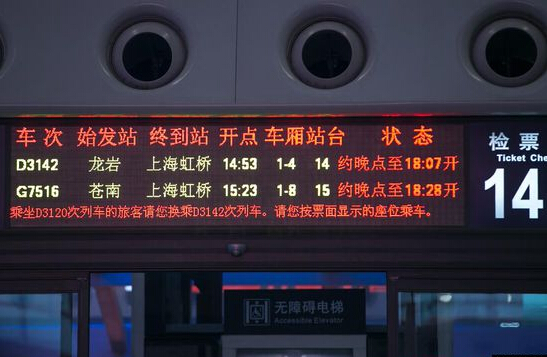 车次 始发站 终到站 开点 车厢 站台 状态
D3142 龙岩 上海虹桥 14:53 1-4 14 约晚点至18:07开
G7516 苍南 上海虹桥 15:23 1-8 15 约晚点至18:28开
乘坐D3120次列车的旅客请您换乘D3142次列车。请您按票面显示的座位乘车。
检票
Ticket Che
14
无障碍电梯
Accessible Elevator